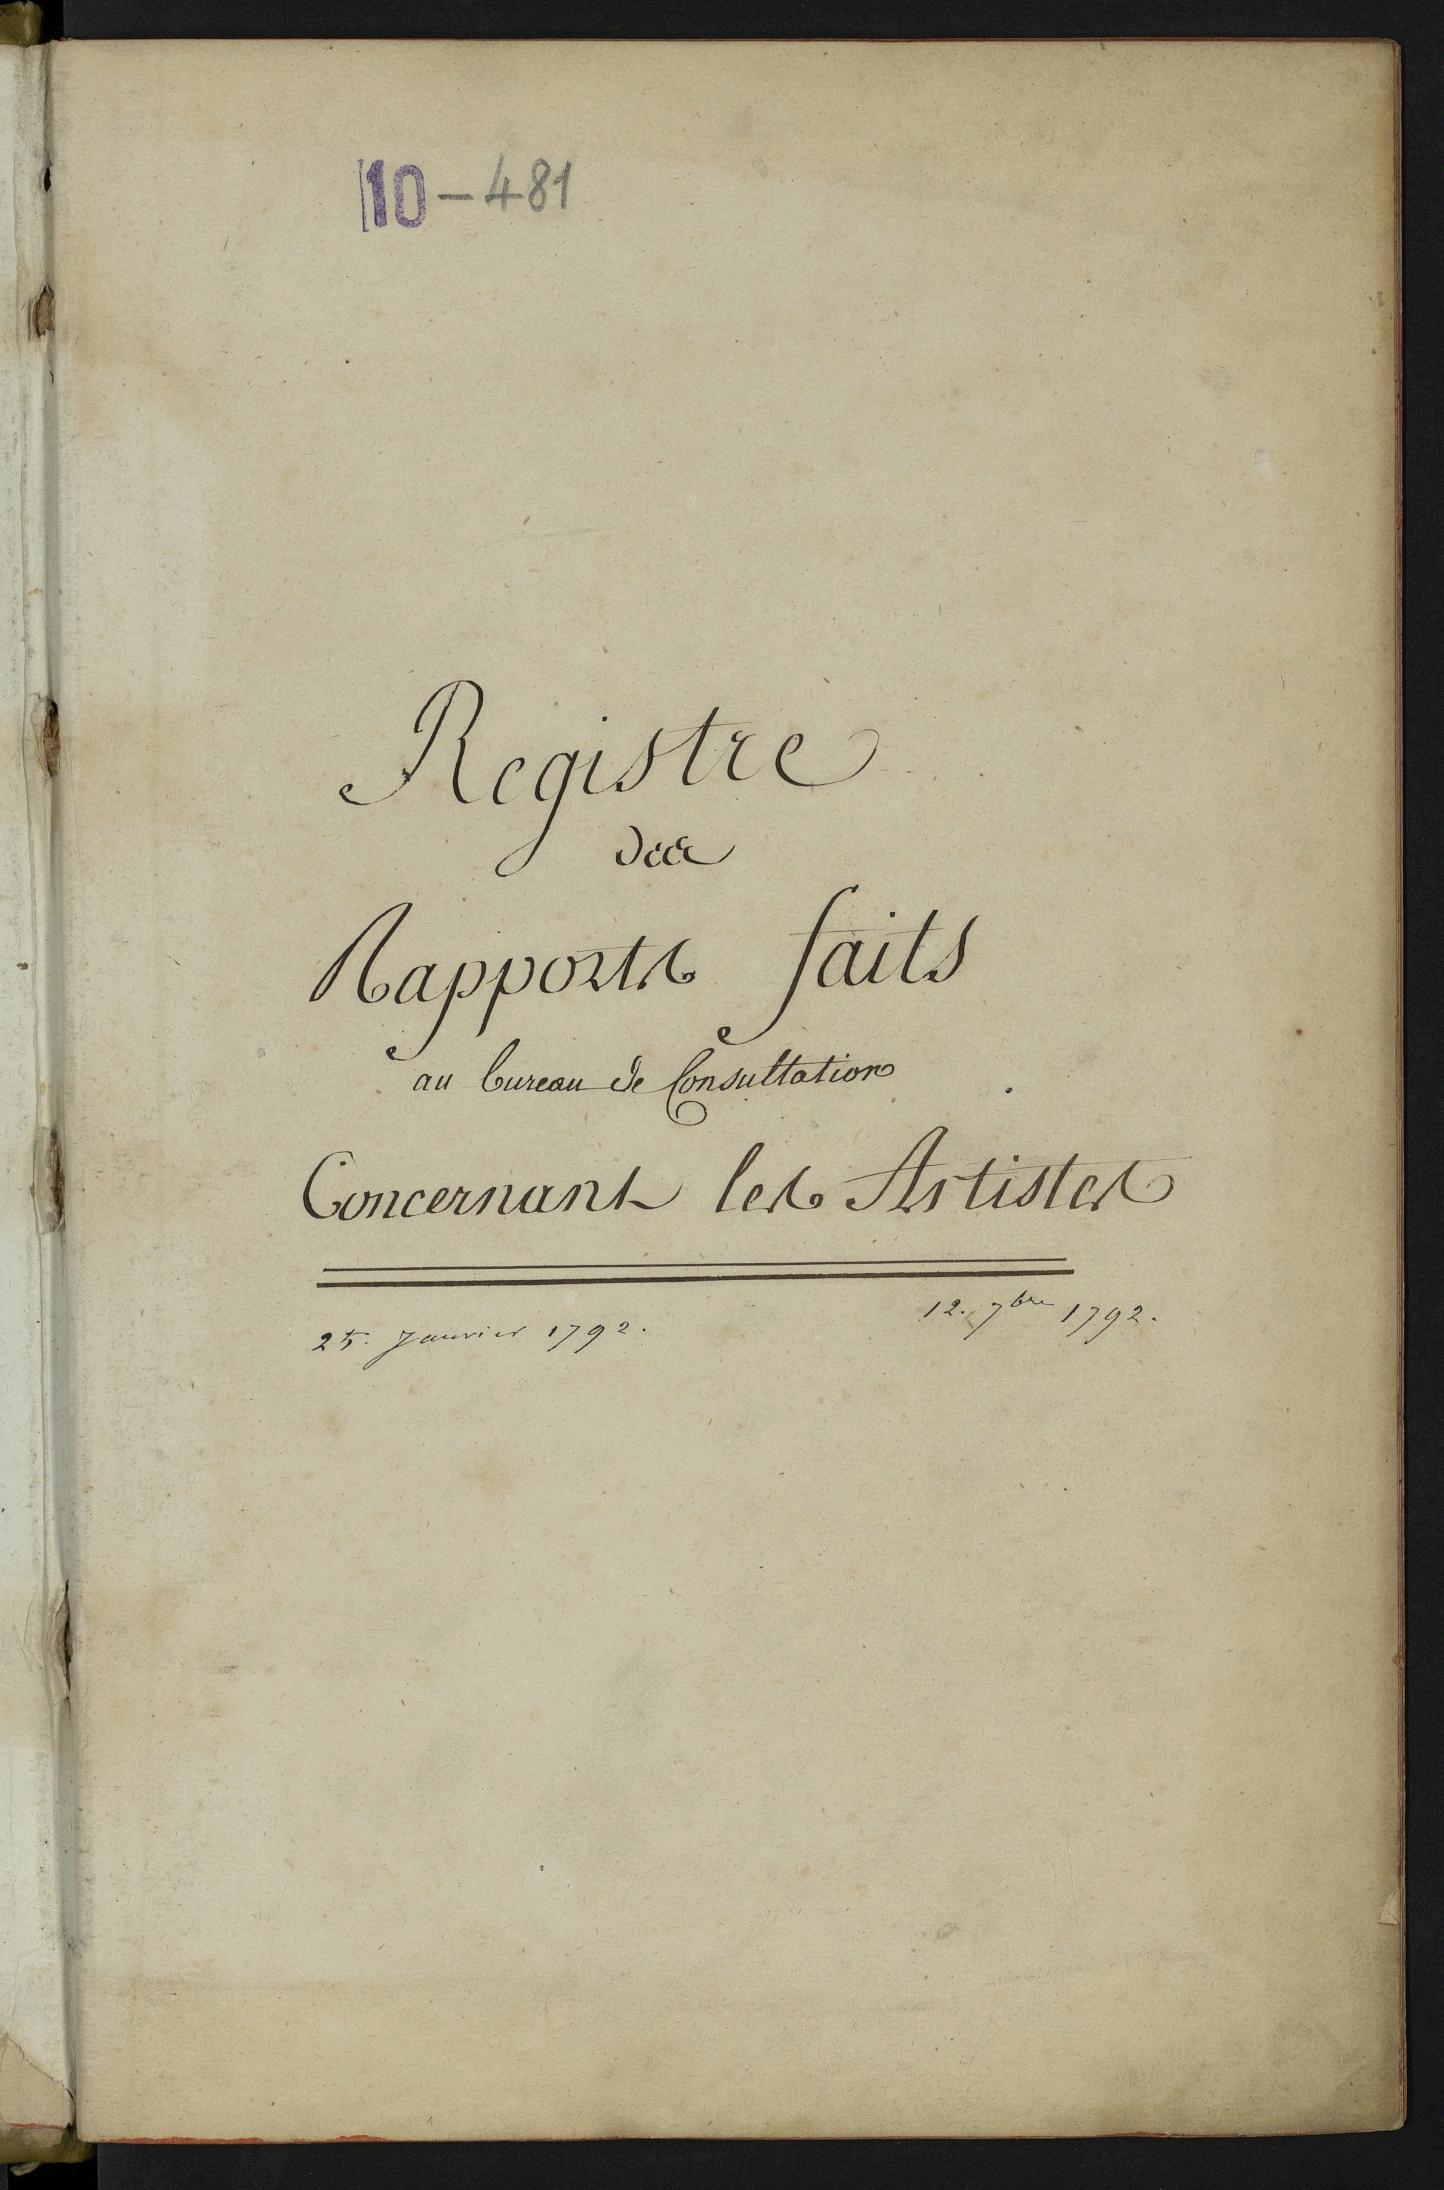 10-481
Registre
des
Rapports faits
au bureau de Consultation
Concernant les Artistes
25. Janvier 1792. 12. 7bre 1792.